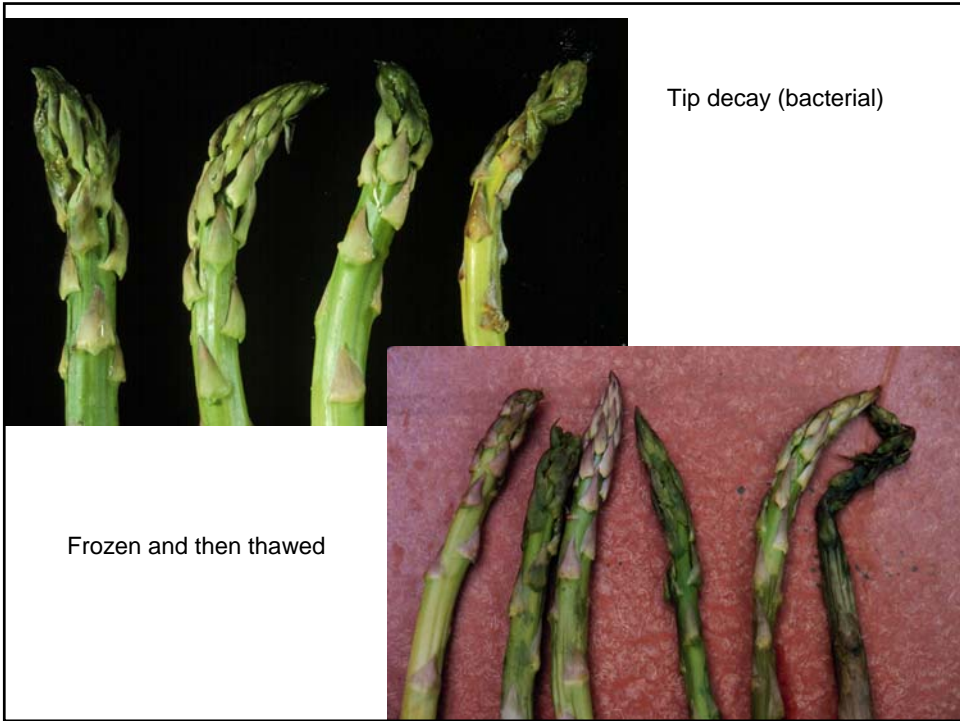 Tip decay (bacterial)
Frozen and then thawed